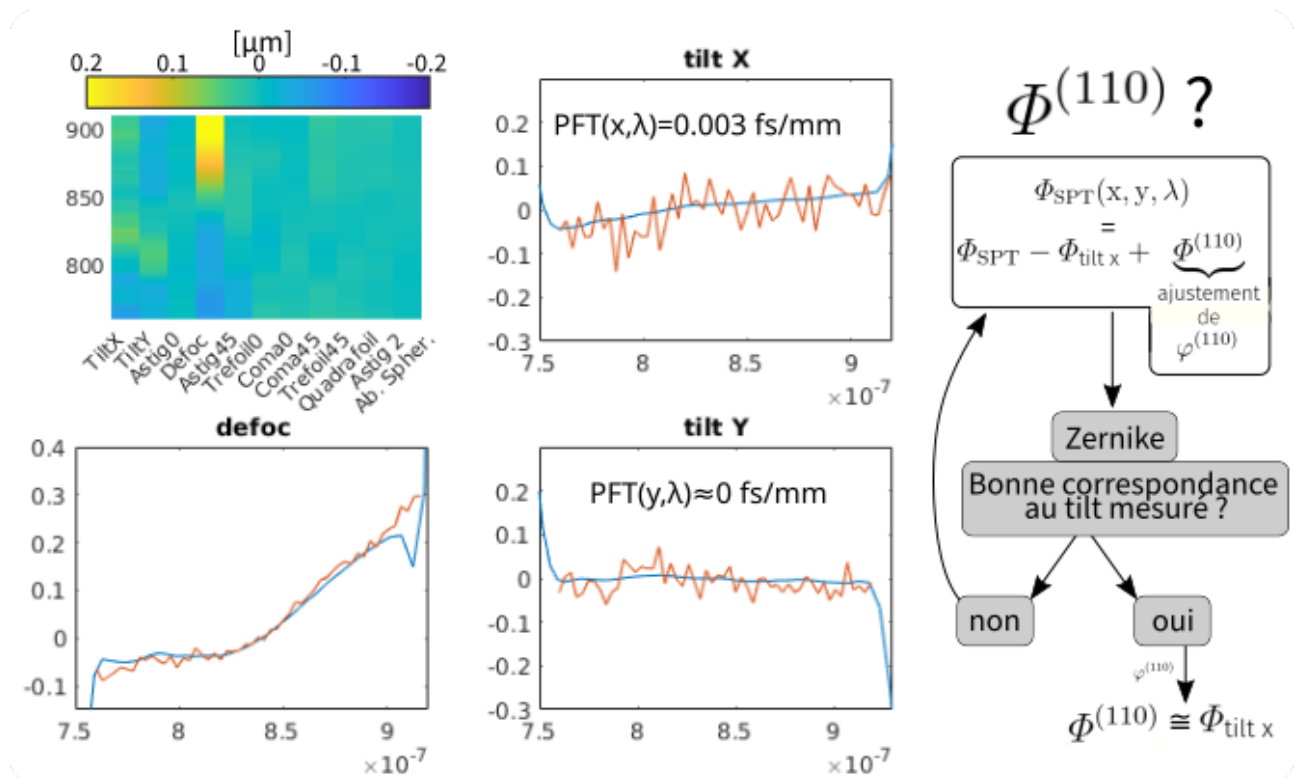 [μm]
0.2 0.1 0 -0.1 -0.2
900
850
800
TiltX
TiltY
Astig0
Defoc
Astig45
Trefoil0
Coma0
Coma45
Trefoil45
Quadrafoil
Astig 2
Ab. Spher.
tilt X
PFT(x,λ)=0.003 fs/mm
0.2
0.1
0
-0.1
-0.2
-0.3
7.5 8 8.5 9
×10⁻⁷
defoc
0.4
0.3
0.2
0.1
0
-0.1
7.5 8 8.5 9
×10⁻⁷
tilt Y
PFT(y,λ)≈0 fs/mm
0.2
0.1
0
-0.1
-0.2
-0.3
7.5 8 8.5 9
×10⁻⁷
Φ⁽¹¹⁰⁾ ?
Φ_SPT(x, y, λ)
=
Φ_SPT − Φ_tilt x + Φ⁽¹¹⁰⁾
ajustement
de
φ⁽¹¹⁰⁾
Zernike
Bonne correspondance
au tilt mesuré ?
non
oui
φ⁽¹¹⁰⁾
Φ⁽¹¹⁰⁾ ≅ Φ_tilt x